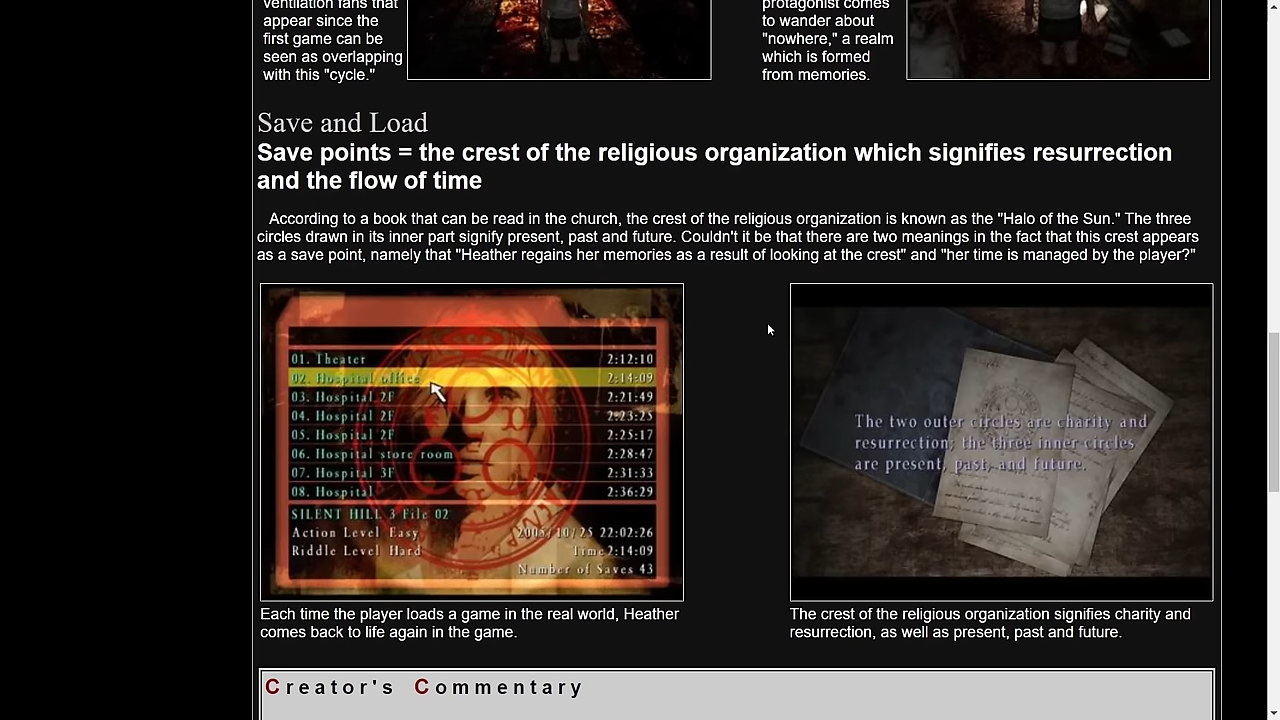 ventilation fans that
appear since the
first game can be
seen as overlapping
with this "cycle."
protagonist comes
to wander about
"nowhere," a realm
which is formed
from memories.
Save and Load
Save points = the crest of the religious organization which signifies resurrection
and the flow of time
According to a book that can be read in the church, the crest of the religious organization is known as the "Halo of the Sun." The three
circles drawn in its inner part signify present, past and future. Couldn't it be that there are two meanings in the fact that this crest appears
as a save point, namely that "Heather regains her memories as a result of looking at the crest" and "her time is managed by the player?"
01. Theater 2:12:10
02. Hospital office 2:14:09
03. Hospital 2F 2:21:49
04. Hospital 2F 2:23:25
05. Hospital 2F 2:25:17
06. Hospital store room 2:28:47
07. Hospital 3F 2:31:33
08. Hospital 2:36:29
SILENT HILL 3 File 02
Action Level Easy 2005/10/25 22:02:26
Riddle Level Hard Time 2:14:09
Number of Saves 43
The two outer circles are charity and
resurrection; the three inner circles
are present, past, and future.
Each time the player loads a game in the real world, Heather
comes back to life again in the game.
The crest of the religious organization signifies charity and
resurrection, as well as present, past and future.
Creator's Commentary